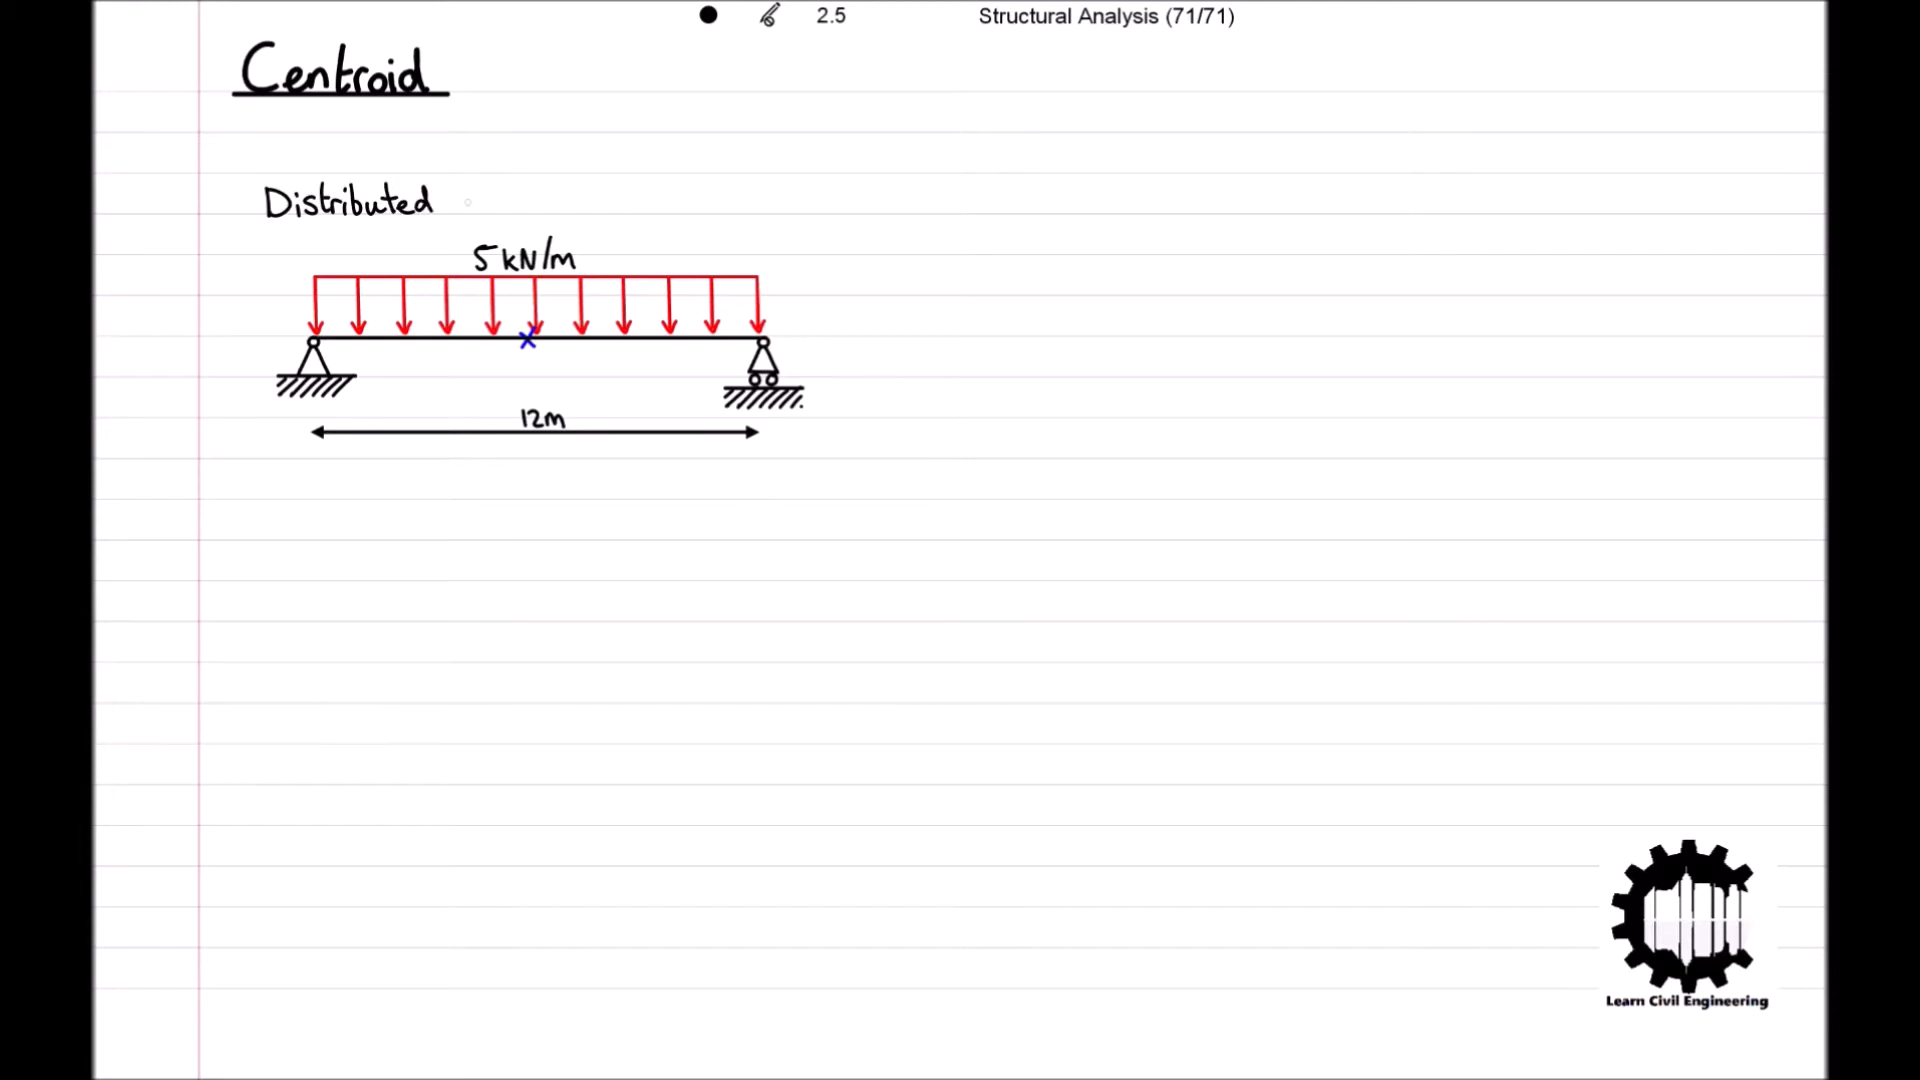 2.5 Structural Analysis (71/71)
Centroid
Distributed
5 kN/m
12m
Learn Civil Engineering